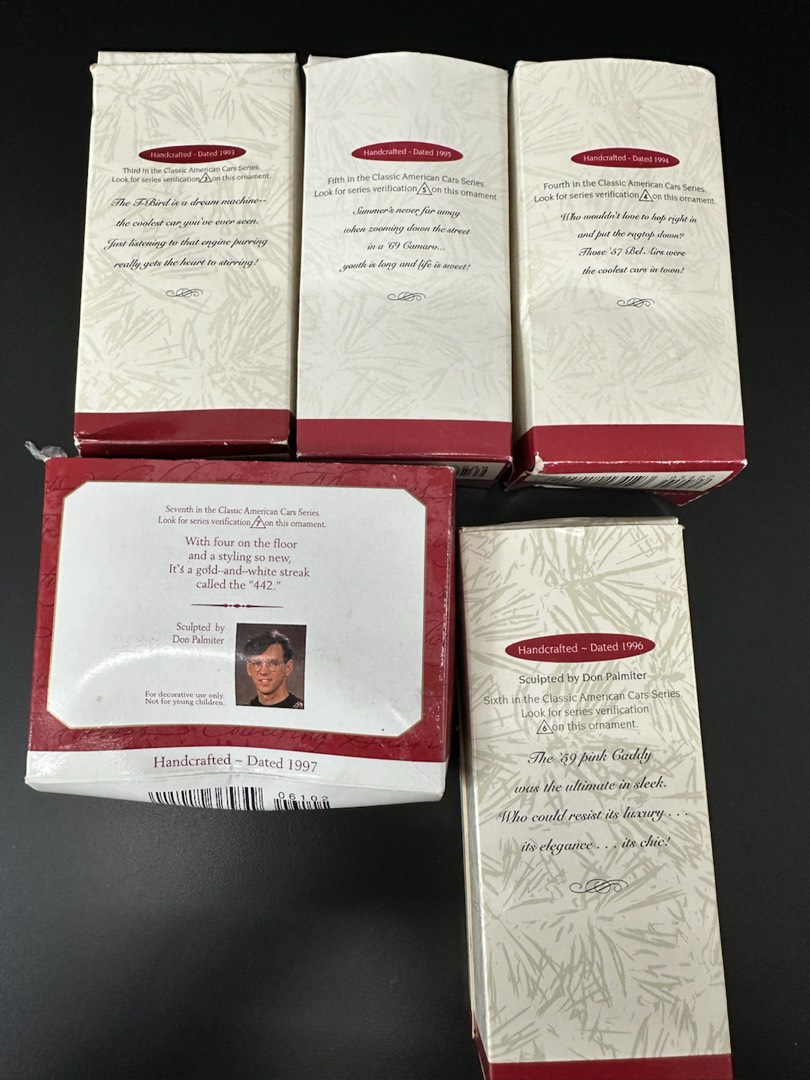 Handcrafted - Dated 1993
Third in the Classic American Cars Series.
Look for series verification 3 on this ornament.
The T-Bird is a dream machine--
the coolest car you've ever seen.
Just listening to that engine purring
really gets the heart to stirring!
Handcrafted - Dated 1995
Fifth in the Classic American Cars Series.
Look for series verification 5 on this ornament.
Summer's never far away
when zooming down the street
in a '69 Camaro...
youth is long and life is sweet!
Handcrafted - Dated 1994
Fourth in the Classic American Cars Series.
Look for series verification 4 on this ornament.
Who wouldn't love to hop right in
and put the ragtop down?
Those '57 Bel Airs were
the coolest cars in town!
Seventh in the Classic American Cars Series.
Look for series verification 7 on this ornament.
With four on the floor
and a styling so new,
It's a gold-and-white streak
called the "442."
Sculpted by
Don Palmiter
For decorative use only.
Not for young children.
Handcrafted ~ Dated 1997
06102
Handcrafted ~ Dated 1996
Sculpted by Don Palmiter
Sixth in the Classic American Cars Series.
Look for series verification
6 on this ornament.
The '59 pink Caddy
was the ultimate in sleek.
Who could resist its luxury . . .
its elegance . . . its chic!